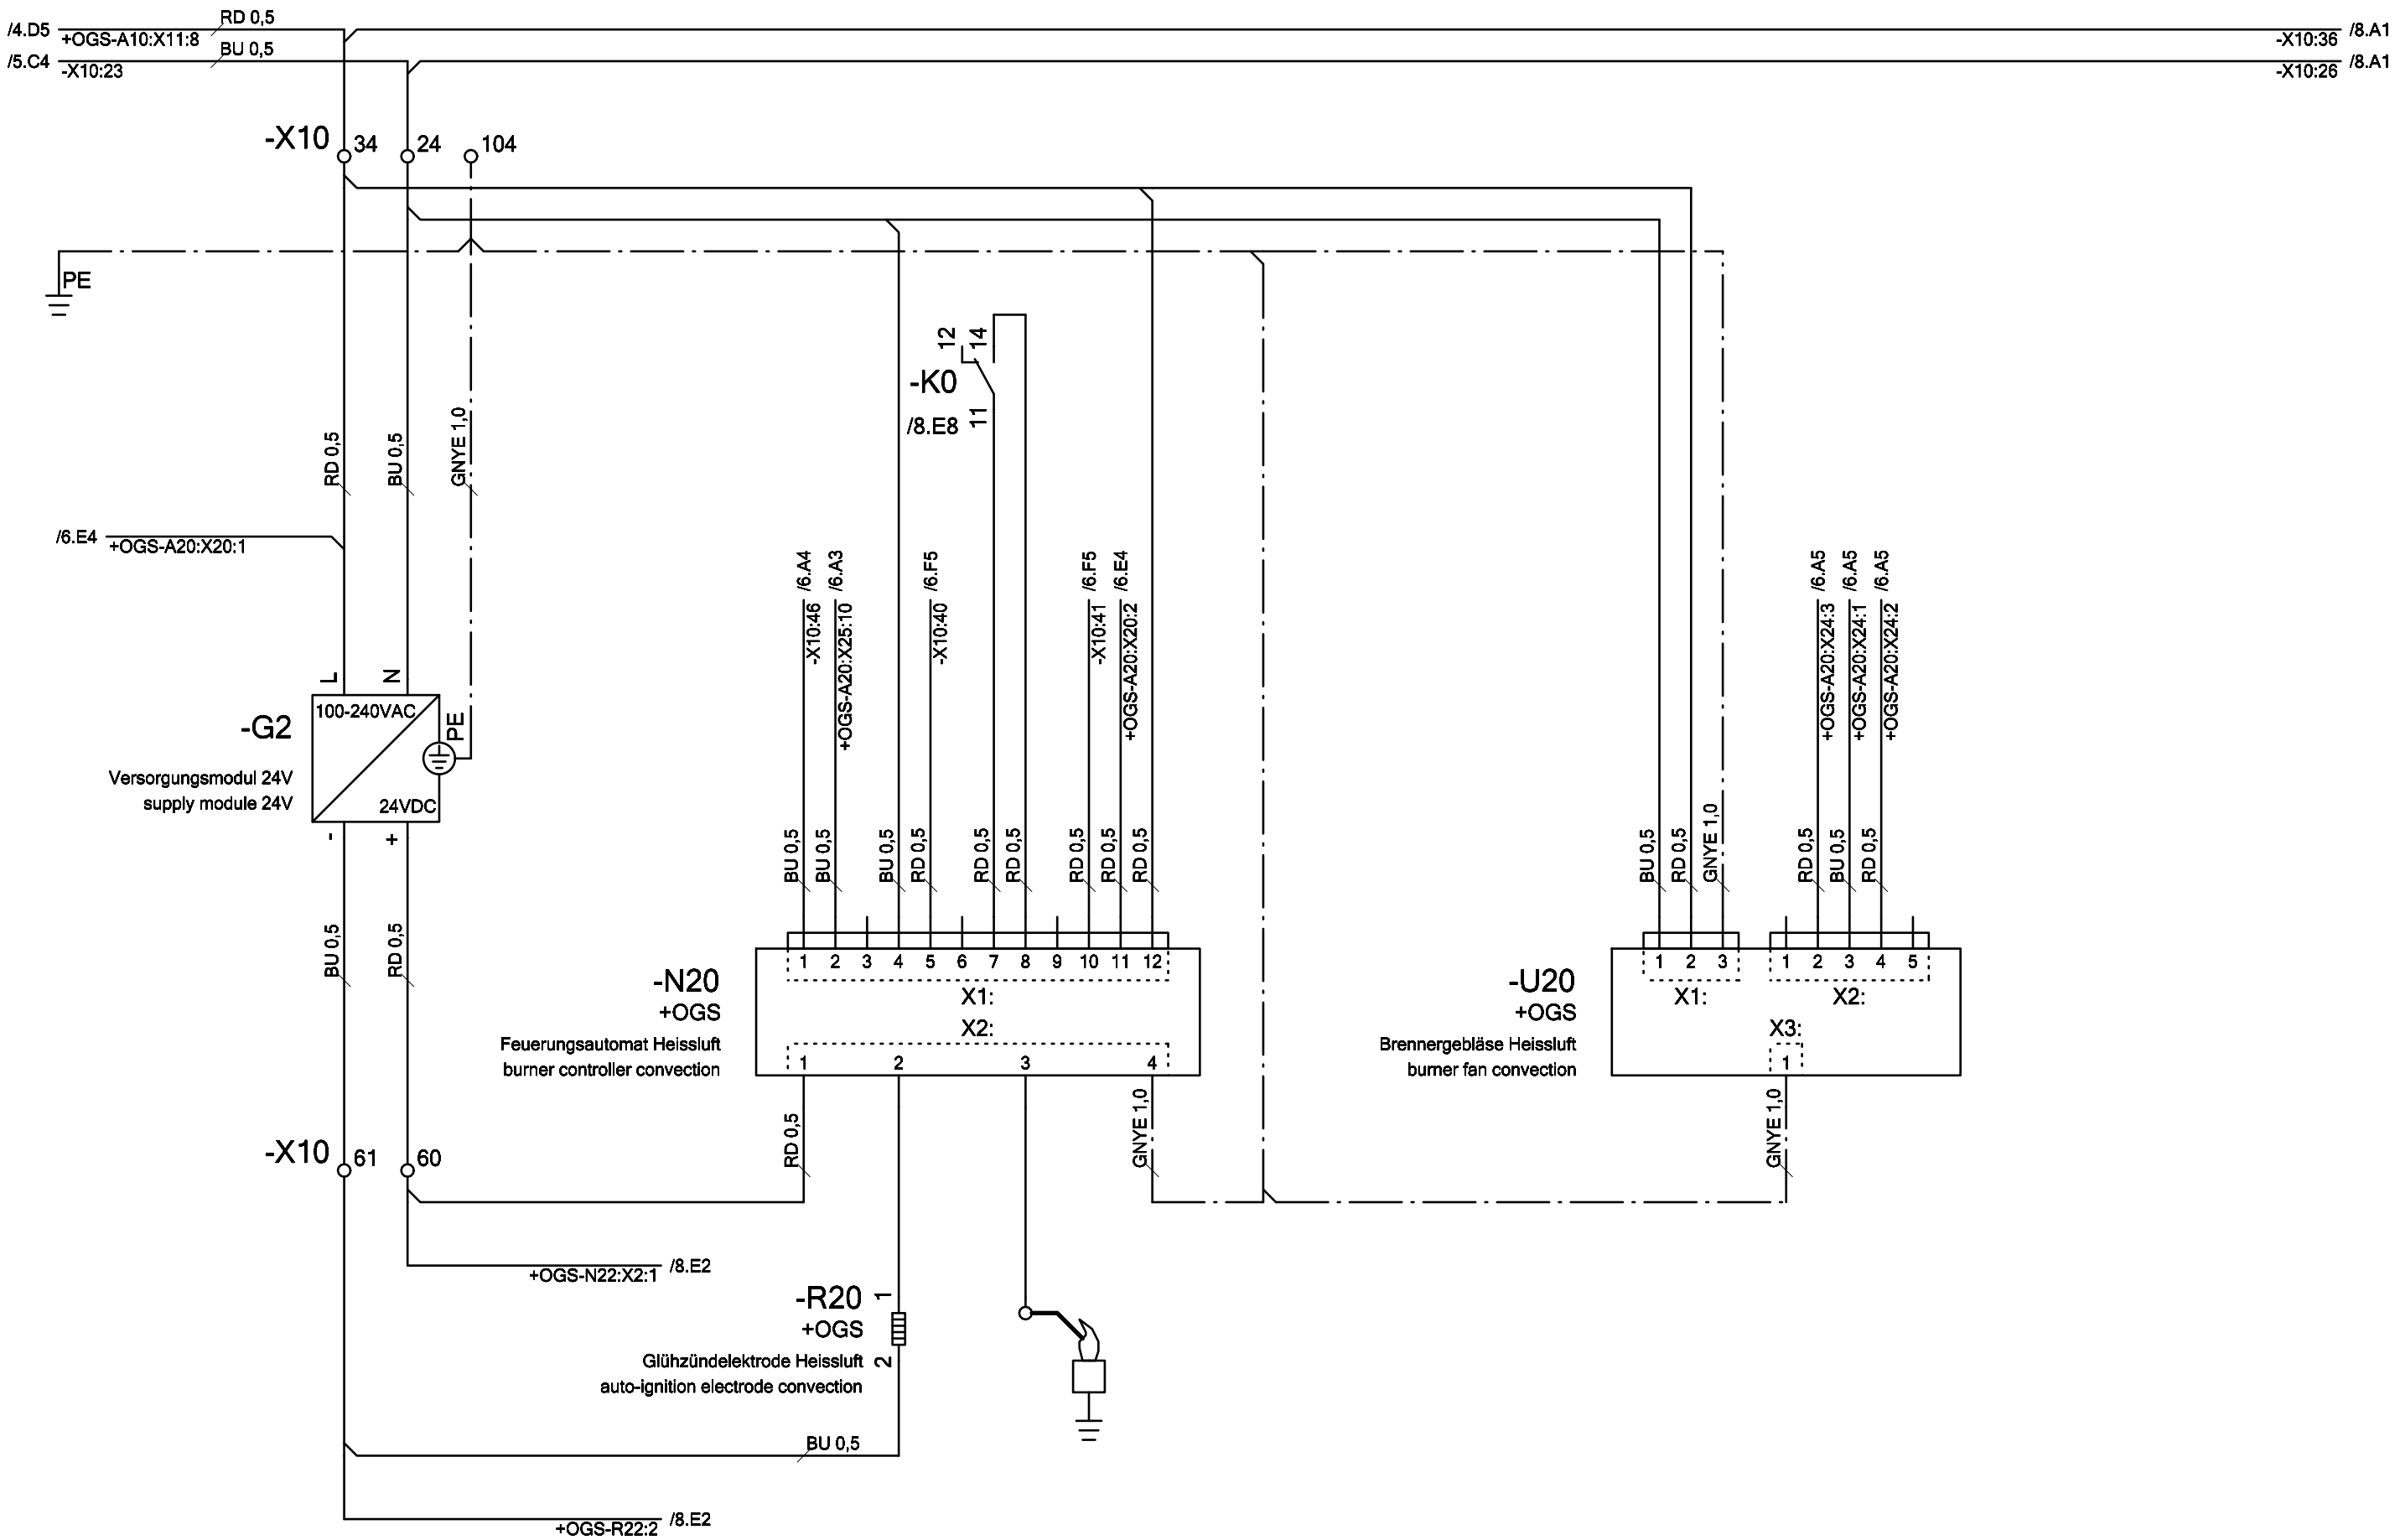 RD 0,5
/4.D5
+OGS-A10:X11:8
/8.A1
-X10:36
BU 0,5
/5.C4
-X10:23
/8.A1
-X10:26
-X10
34
24
104
PE
12
14
-K0
/8.E8
11
RD 0,5
BU 0,5
GNYE 1,0
/6.E4
+OGS-A20:X20:1
/6.A4
-X10:46
/6.A3
+OGS-A20:X25:10
/6.F5
-X10:40
/6.F5
-X10:41
/6.E4
+OGS-A20:X20:2
/6.A5
+OGS-A20:X24:3
/6.A5
+OGS-A20:X24:1
/6.A5
+OGS-A20:X24:2
L
N
100-240VAC
-G2
PE
Versorgungsmodul 24V
supply module 24V
24VDC
-
+
BU 0,5
BU 0,5
BU 0,5
RD 0,5
RD 0,5
RD 0,5
RD 0,5
RD 0,5
RD 0,5
BU 0,5
RD 0,5
GNYE 1,0
RD 0,5
BU 0,5
RD 0,5
BU 0,5
RD 0,5
1 2 3 4 5 6 7 8 9 10 11 12
-N20
+OGS
X1:
X2:
Feuerungsautomat Heissluft
burner controller convection
1 2 3 4
1 2 3
1 2 3 4 5
-U20
+OGS
X1:
X2:
X3:
Brennergebläse Heissluft
burner fan convection
1
RD 0,5
GNYE 1,0
GNYE 1,0
-X10
61
60
/8.E2
+OGS-N22:X2:1
-R20
1
+OGS
Glühzündelektrode Heissluft
2
auto-ignition electrode convection
BU 0,5
/8.E2
+OGS-R22:2